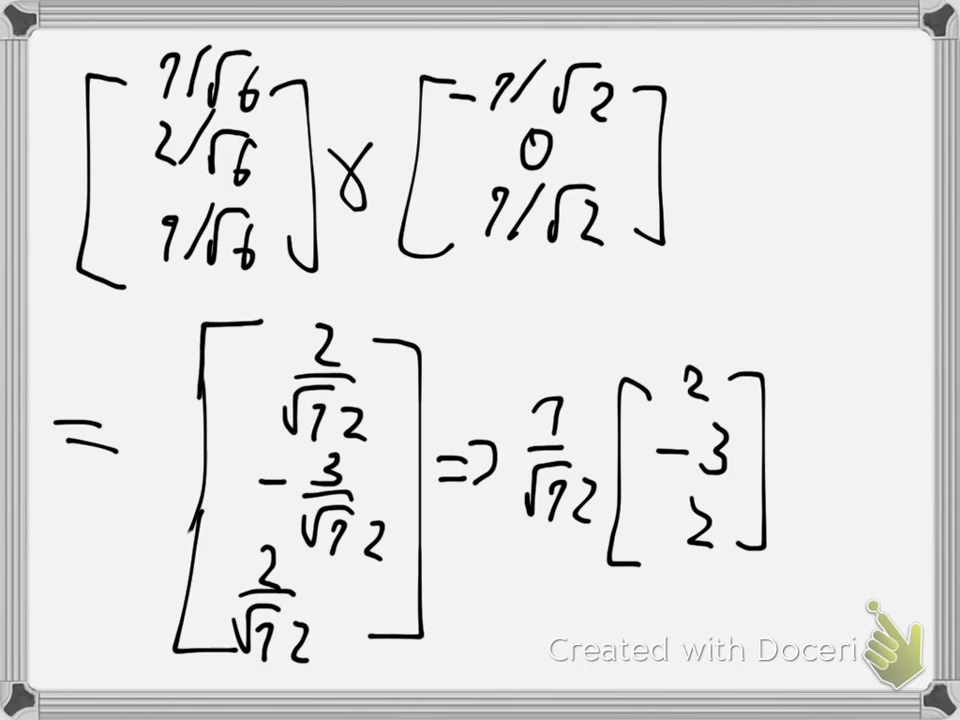 [1/√6 2/√6 1/√6] × [-1/√2 0 1/√2]
= [2/√12 -3/√12 2/√12] => 1/√12 [2 -3 2]
Created with Doceri